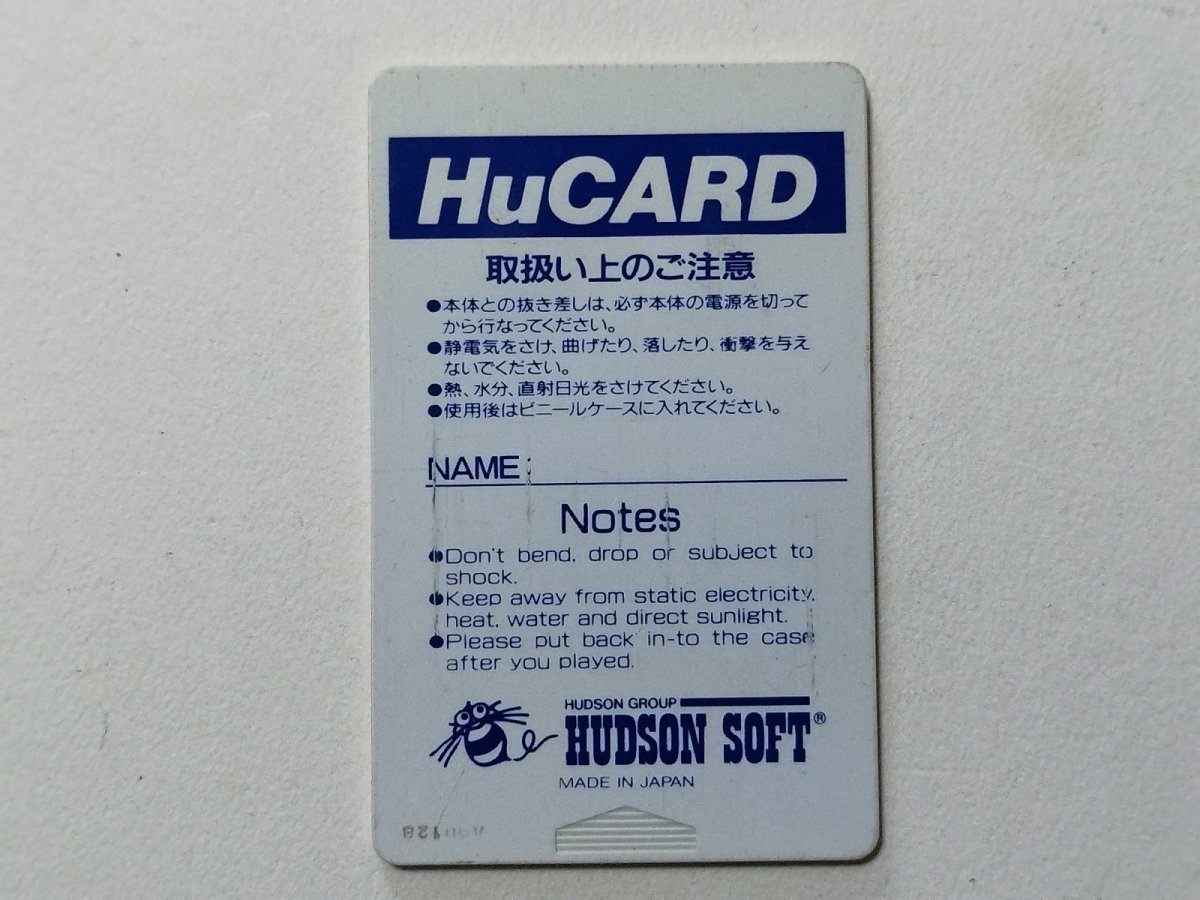 HuCARD
取扱い上のご注意
●本体との抜き差しは、必ず本体の電源を切って
から行なってください。
●静電気をさけ、曲げたり、落したり、衝撃を与え
ないでください。
●熱、水分、直射日光をさけてください。
●使用後はビニールケースに入れてください。
NAME:
Notes
●Don't bend, drop or subject to
shock.
●Keep away from static electricity,
heat, water and direct sunlight.
●Please put back in-to the case
after you played.
HUDSON GROUP
HUDSON SOFT®
MADE IN JAPAN